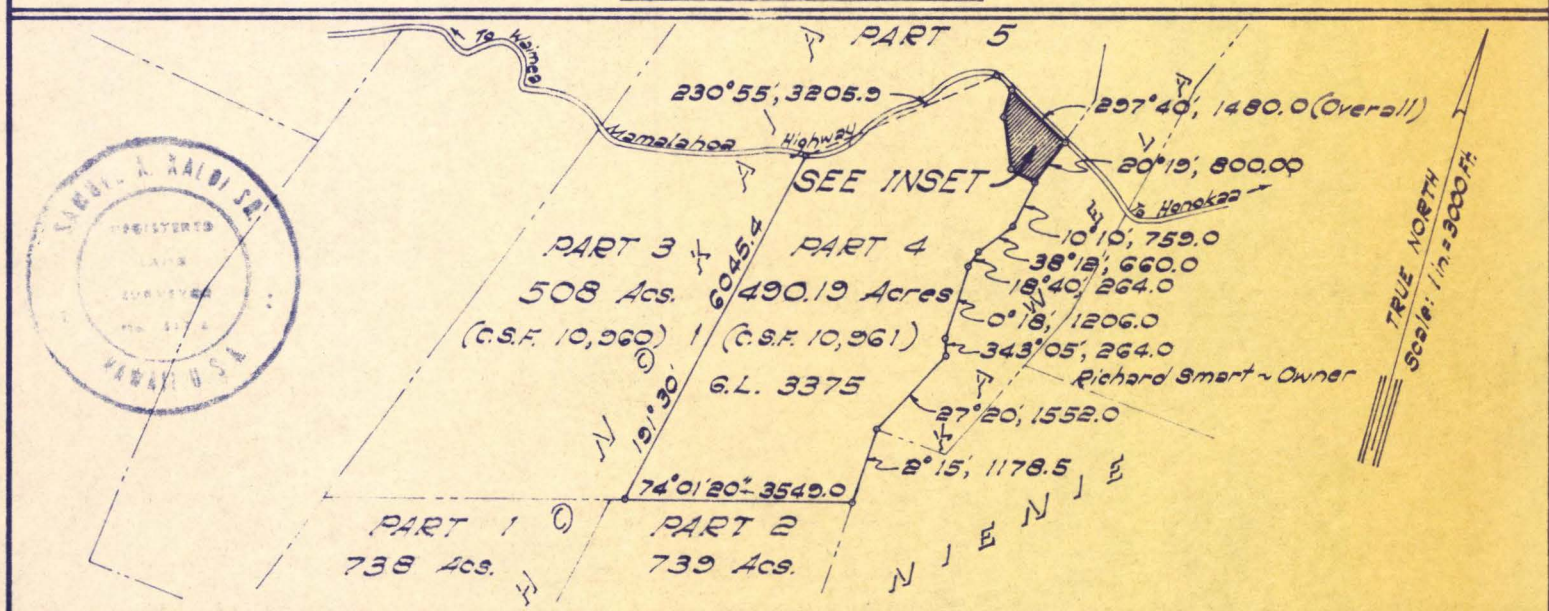 PART 5
To Waimea
230°55', 3205.9
297°40', 1480.0 (Overall)
Mamalahoa Highway
SEE INSET
20°19', 800.00
To Honokaa
TRUE NORTH
Scale: 1 in. = 3000 Ft.
10°10', 759.0
38°12', 660.0
18°40', 264.0
0°18', 1206.0
343°05', 264.0
Richard Smart ~ Owner
27°20', 1552.0
2°15', 1178.5
PART 3
508 Acs.
(C.S.F. 10,960)
191°30' 6045.4
PART 4
490.19 Acres
(C.S.F. 10,961)
G.L. 3375
74°01'20" - 3549.0
PART 1
738 Acs.
PART 2
739 Acs.
N I E N I E
REGISTERED
LAND
SURVEYOR
HAWAII U.S.A.